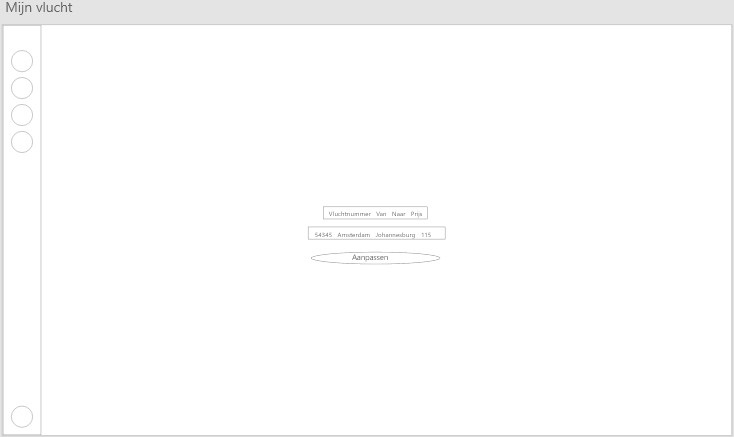 Mijn vlucht
Vluchtnummer Van Naar Prijs
54345 Amsterdam Johannesburg 115
Aanpassen